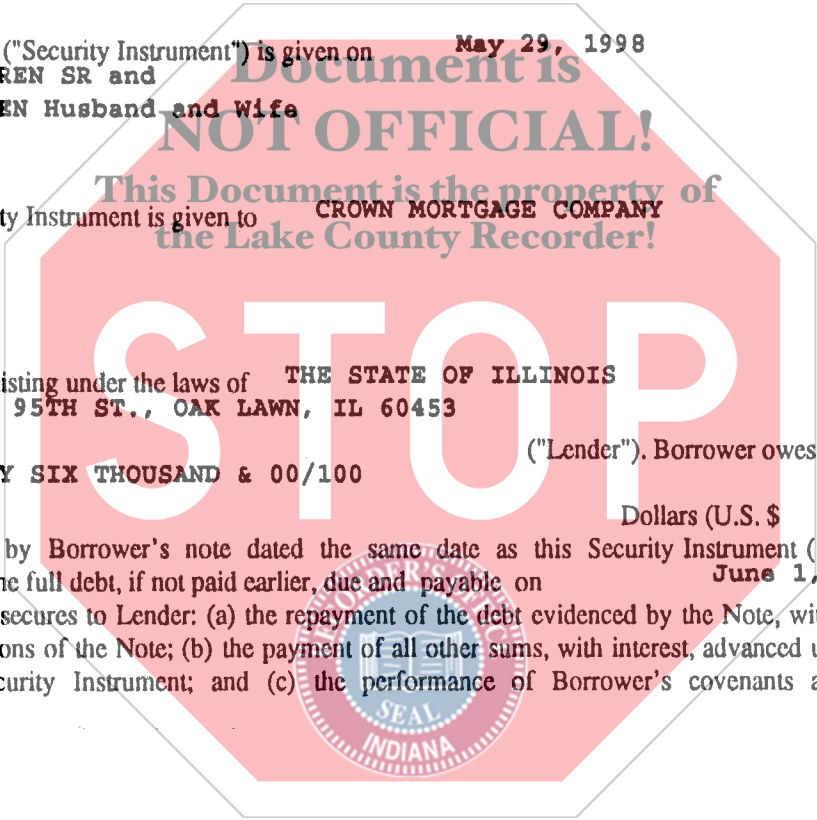 ("Security Instrument") is given on May 29, 1998
Document is
REN SR and
EN Husband and Wife
NOT OFFICIAL!
This Document is the property of
ty Instrument is given to CROWN MORTGAGE COMPANY
the Lake County Recorder!
STOP
isting under the laws of THE STATE OF ILLINOIS
95TH ST., OAK LAWN, IL 60453
("Lender"). Borrower owes
Y SIX THOUSAND & 00/100
Dollars (U.S. $
by Borrower's note dated the same date as this Security Instrument (
he full debt, if not paid earlier, due and payable on June 1,
secures to Lender: (a) the repayment of the debt evidenced by the Note, wit
ons of the Note; (b) the payment of all other sums, with interest, advanced u
curity Instrument; and (c) the performance of Borrower's covenants a
SEAL
INDIANA